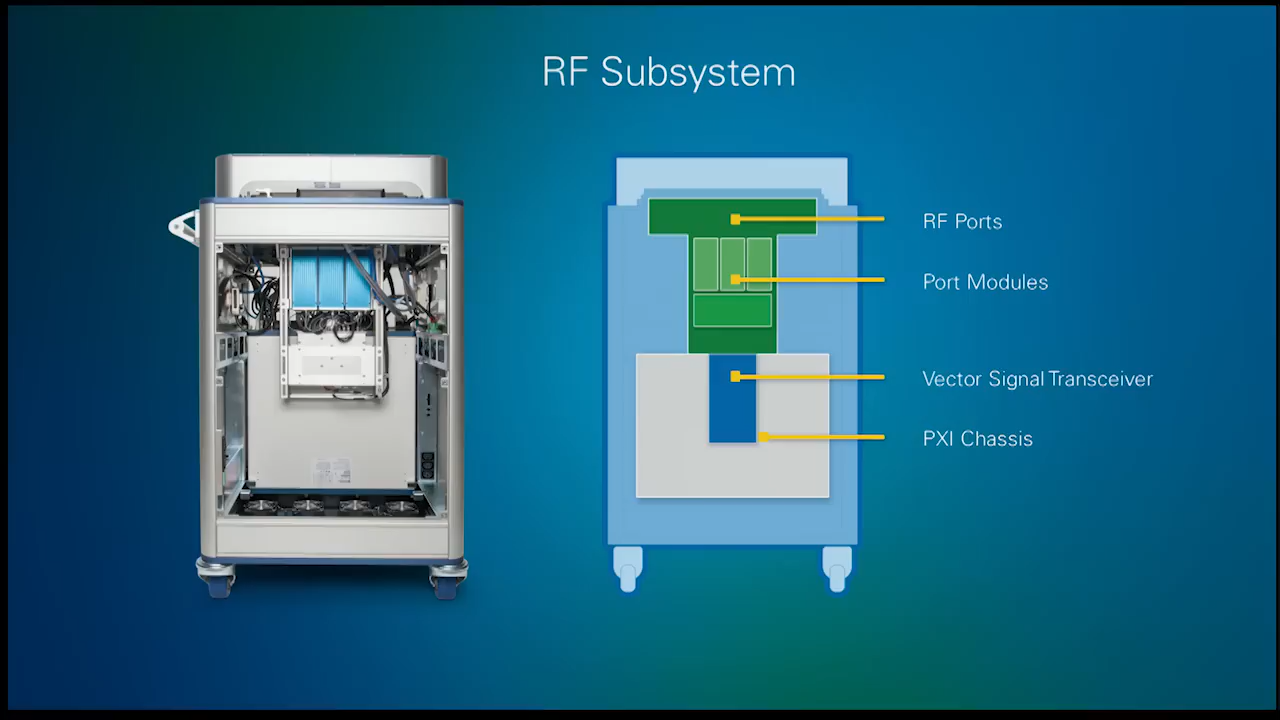 RF Subsystem
RF Ports
Port Modules
Vector Signal Transceiver
PXI Chassis